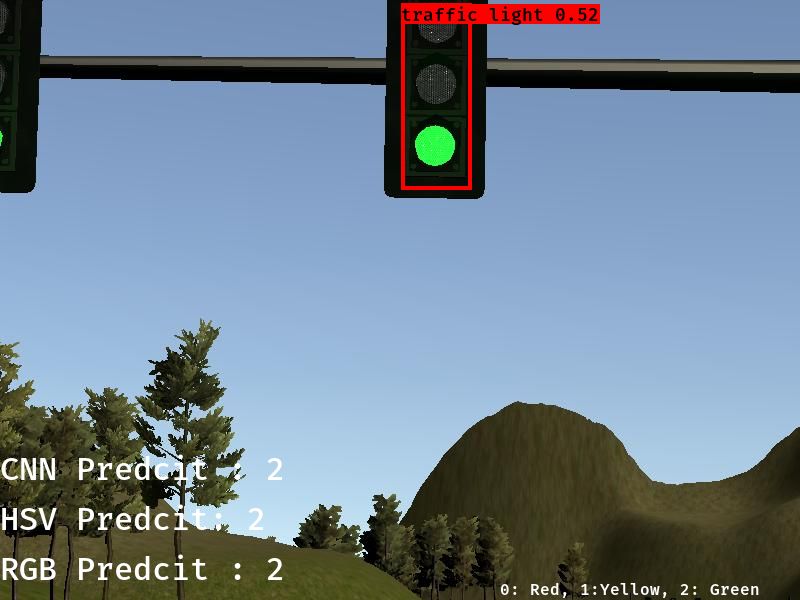 traffic light 0.52
CNN Predcit : 2
HSV Predcit: 2
RGB Predcit : 2
0: Red, 1:Yellow, 2: Green